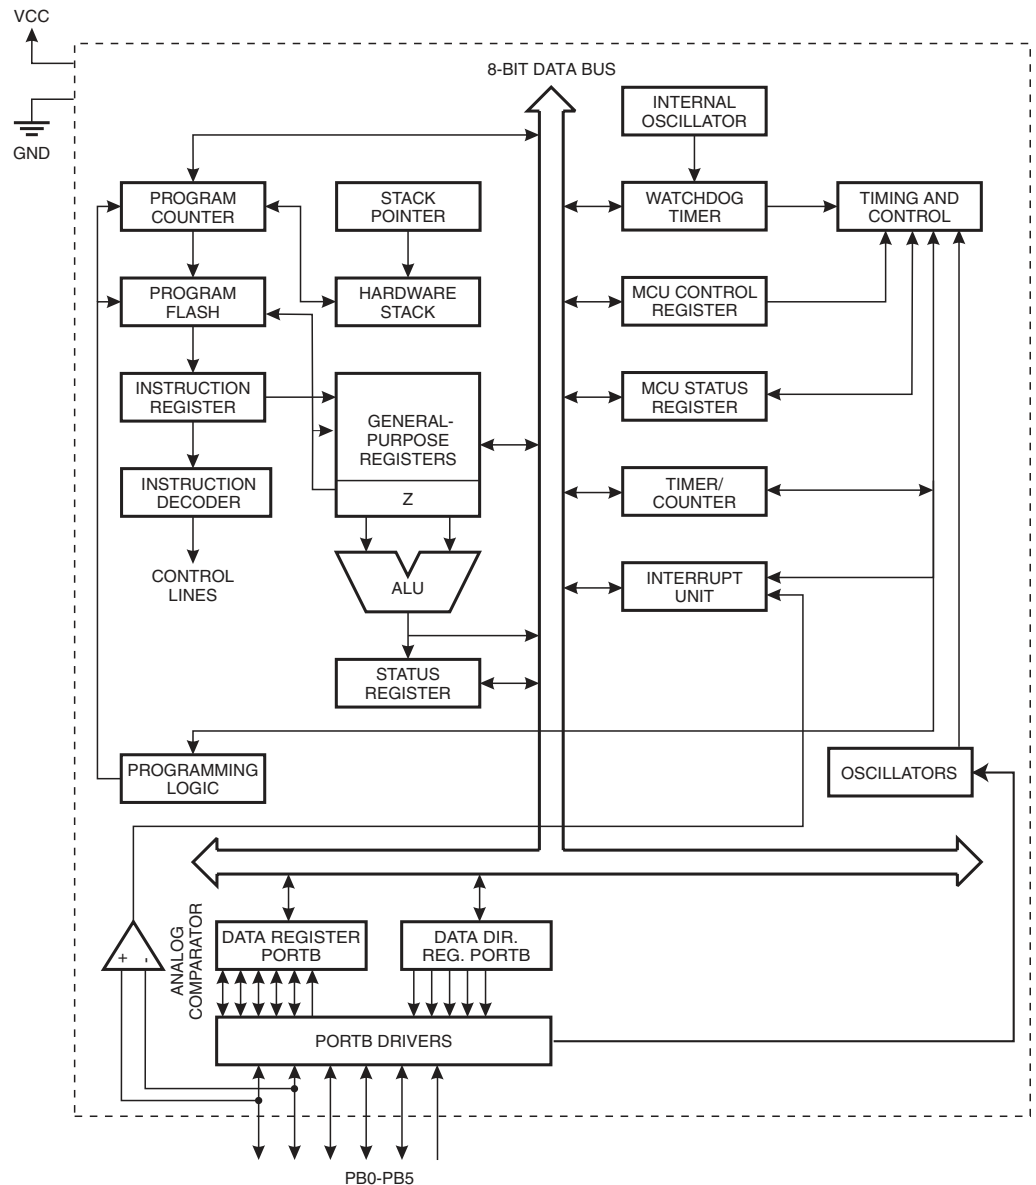 VCC
GND
8-BIT DATA BUS
INTERNAL
OSCILLATOR
PROGRAM
COUNTER
STACK
POINTER
WATCHDOG
TIMER
TIMING AND
CONTROL
PROGRAM
FLASH
HARDWARE
STACK
MCU CONTROL
REGISTER
INSTRUCTION
REGISTER
GENERAL-
PURPOSE
REGISTERS
Z
MCU STATUS
REGISTER
INSTRUCTION
DECODER
TIMER/
COUNTER
CONTROL
LINES
ALU
INTERRUPT
UNIT
STATUS
REGISTER
PROGRAMMING
LOGIC
OSCILLATORS
+
-
ANALOG
COMPARATOR
DATA REGISTER
PORTB
DATA DIR.
REG. PORTB
PORTB DRIVERS
PB0-PB5